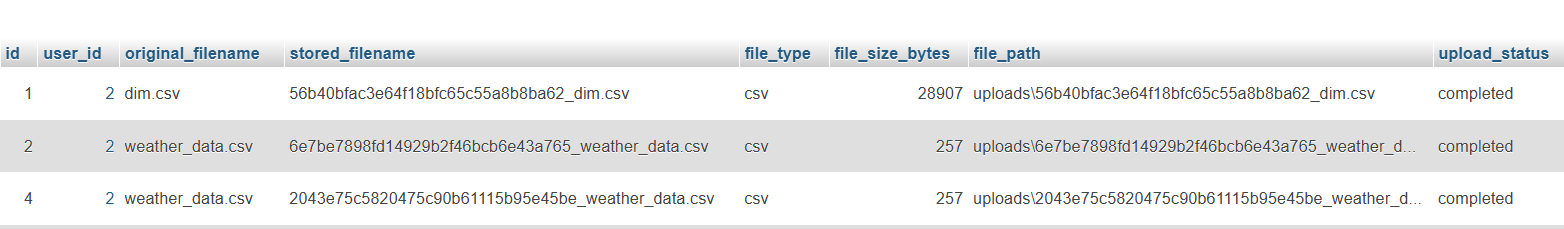 id user_id original_filename stored_filename file_type file_size_bytes file_path upload_status
1 2 dim.csv 56b40bfac3e64f18bfc65c55a8b8ba62_dim.csv csv 28907 uploads\56b40bfac3e64f18bfc65c55a8b8ba62_dim.csv completed
2 2 weather_data.csv 6e7be7898fd14929b2f46bcb6e43a765_weather_data.csv csv 257 uploads\6e7be7898fd14929b2f46bcb6e43a765_weather_d... completed
4 2 weather_data.csv 2043e75c5820475c90b61115b95e45be_weather_data.csv csv 257 uploads\2043e75c5820475c90b61115b95e45be_weather_d... completed